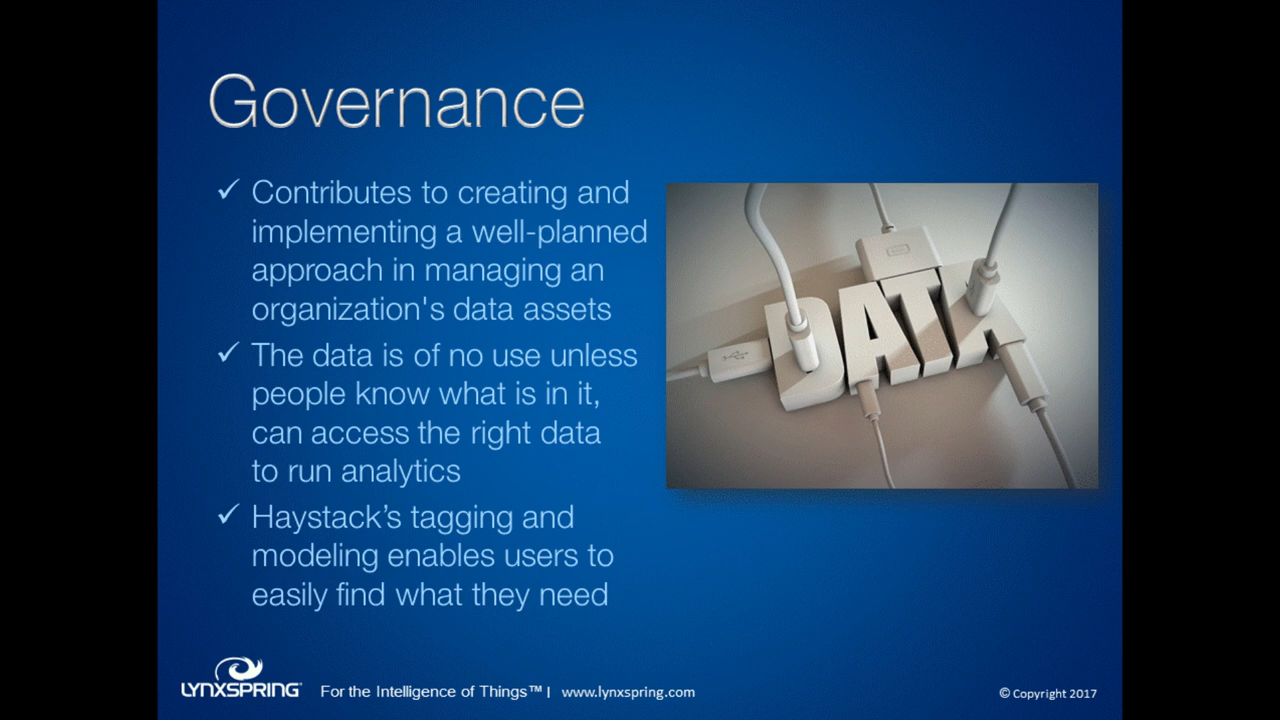 Governance
✓ Contributes to creating and
implementing a well-planned
approach in managing an
organization's data assets
✓ The data is of no use unless
people know what is in it,
can access the right data
to run analytics
✓ Haystack’s tagging and
modeling enables users to
easily find what they need
DATA
LYNXSPRING
For the Intelligence of Things™ | www.lynxspring.com
© Copyright 2017